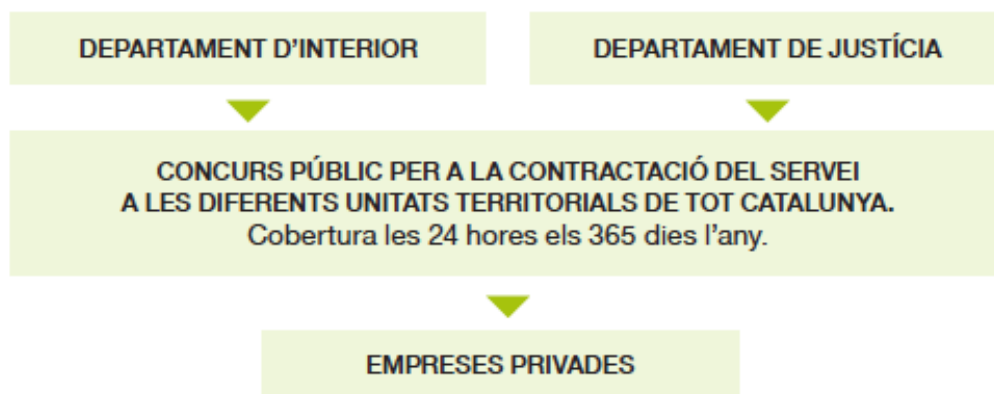 DEPARTAMENT D’INTERIOR
DEPARTAMENT DE JUSTÍCIA
CONCURS PÚBLIC PER A LA CONTRACTACIÓ DEL SERVEI
A LES DIFERENTS UNITATS TERRITORIALS DE TOT CATALUNYA.
Cobertura les 24 hores els 365 dies l’any.
EMPRESES PRIVADES